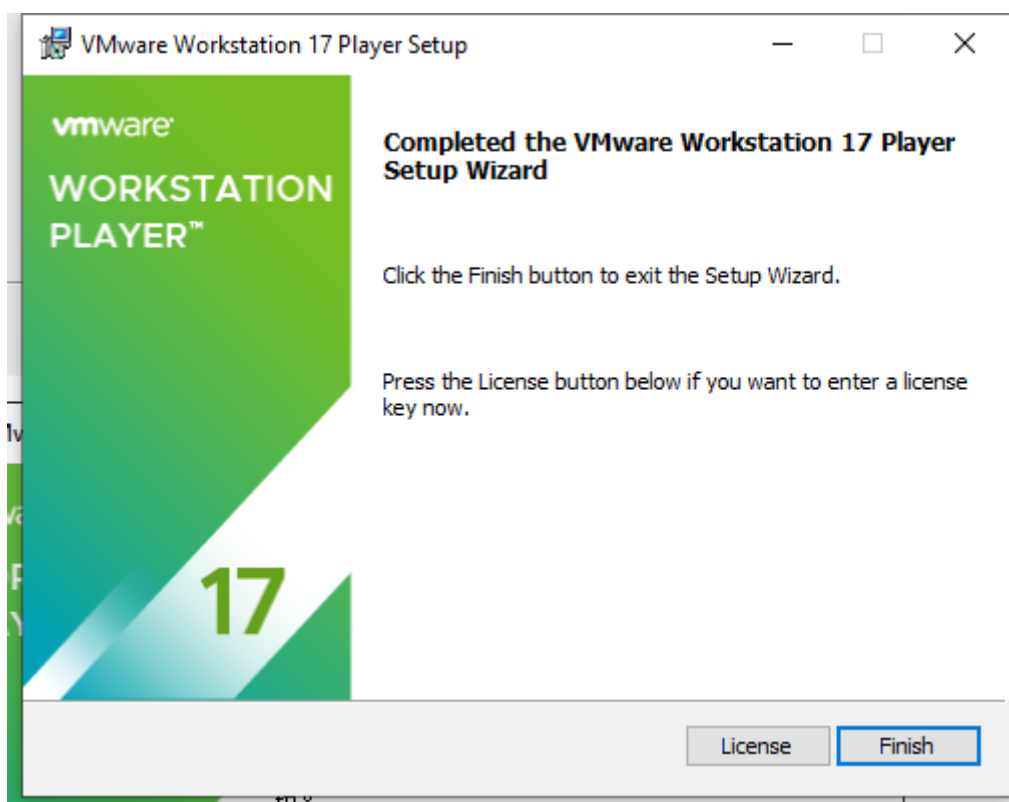 VMware Workstation 17 Player Setup
vmware
WORKSTATION
PLAYER™
Completed the VMware Workstation 17 Player
Setup Wizard
Click the Finish button to exit the Setup Wizard.
Press the License button below if you want to enter a license
key now.
17
License
Finish